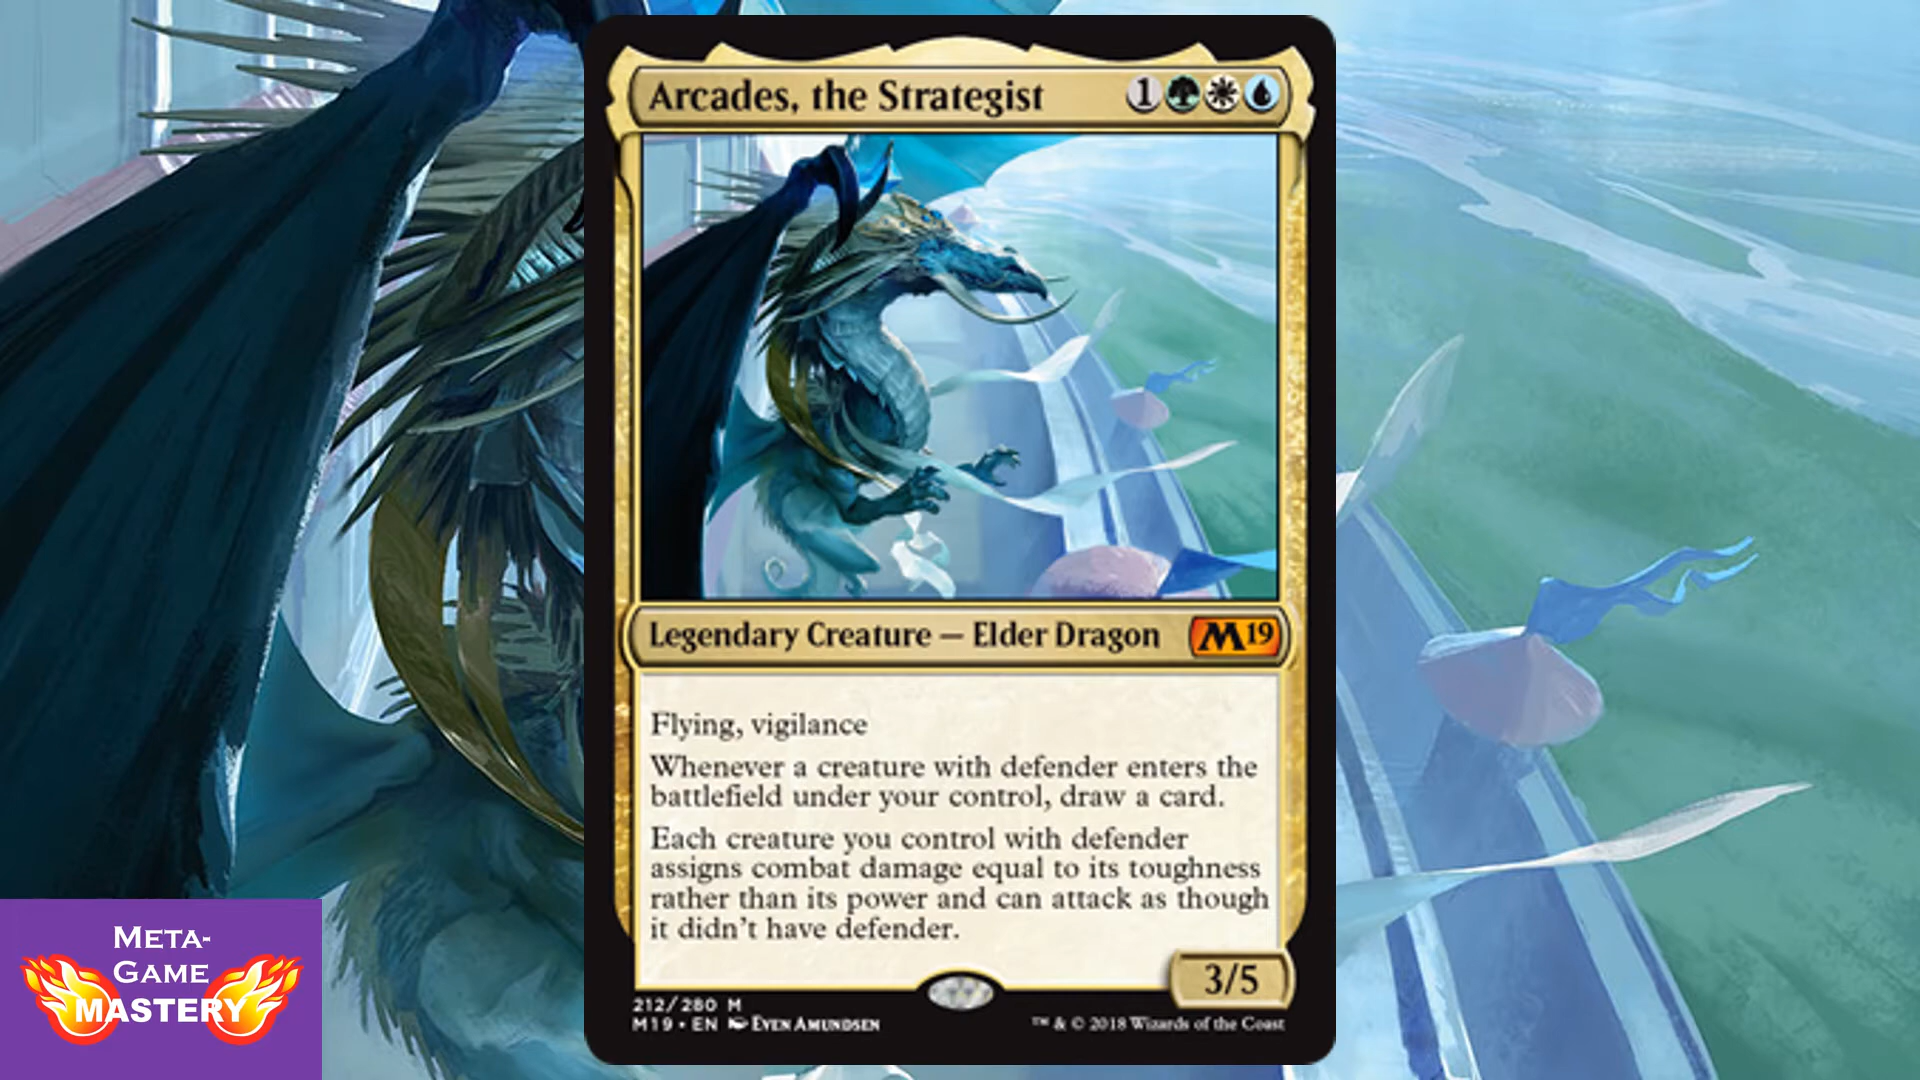 Arcades, the Strategist 1
Legendary Creature — Elder Dragon M19
Flying, vigilance
Whenever a creature with defender enters the
battlefield under your control, draw a card.
Each creature you control with defender
assigns combat damage equal to its toughness
rather than its power and can attack as though
it didn't have defender.
3/5
212/280 M
M19 • EN EVEN AMUNDSEN
™ & © 2018 Wizards of the Coast
META-
GAME
MASTERY